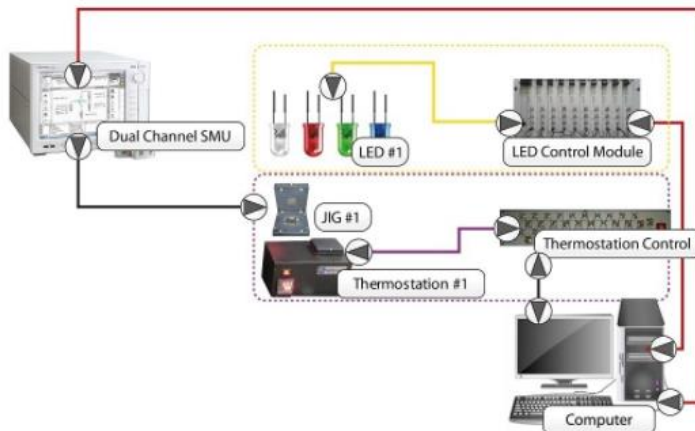 Dual Channel SMU
LED #1
LED Control Module
JIG #1
Thermostation Control
Thermostation #1
Computer